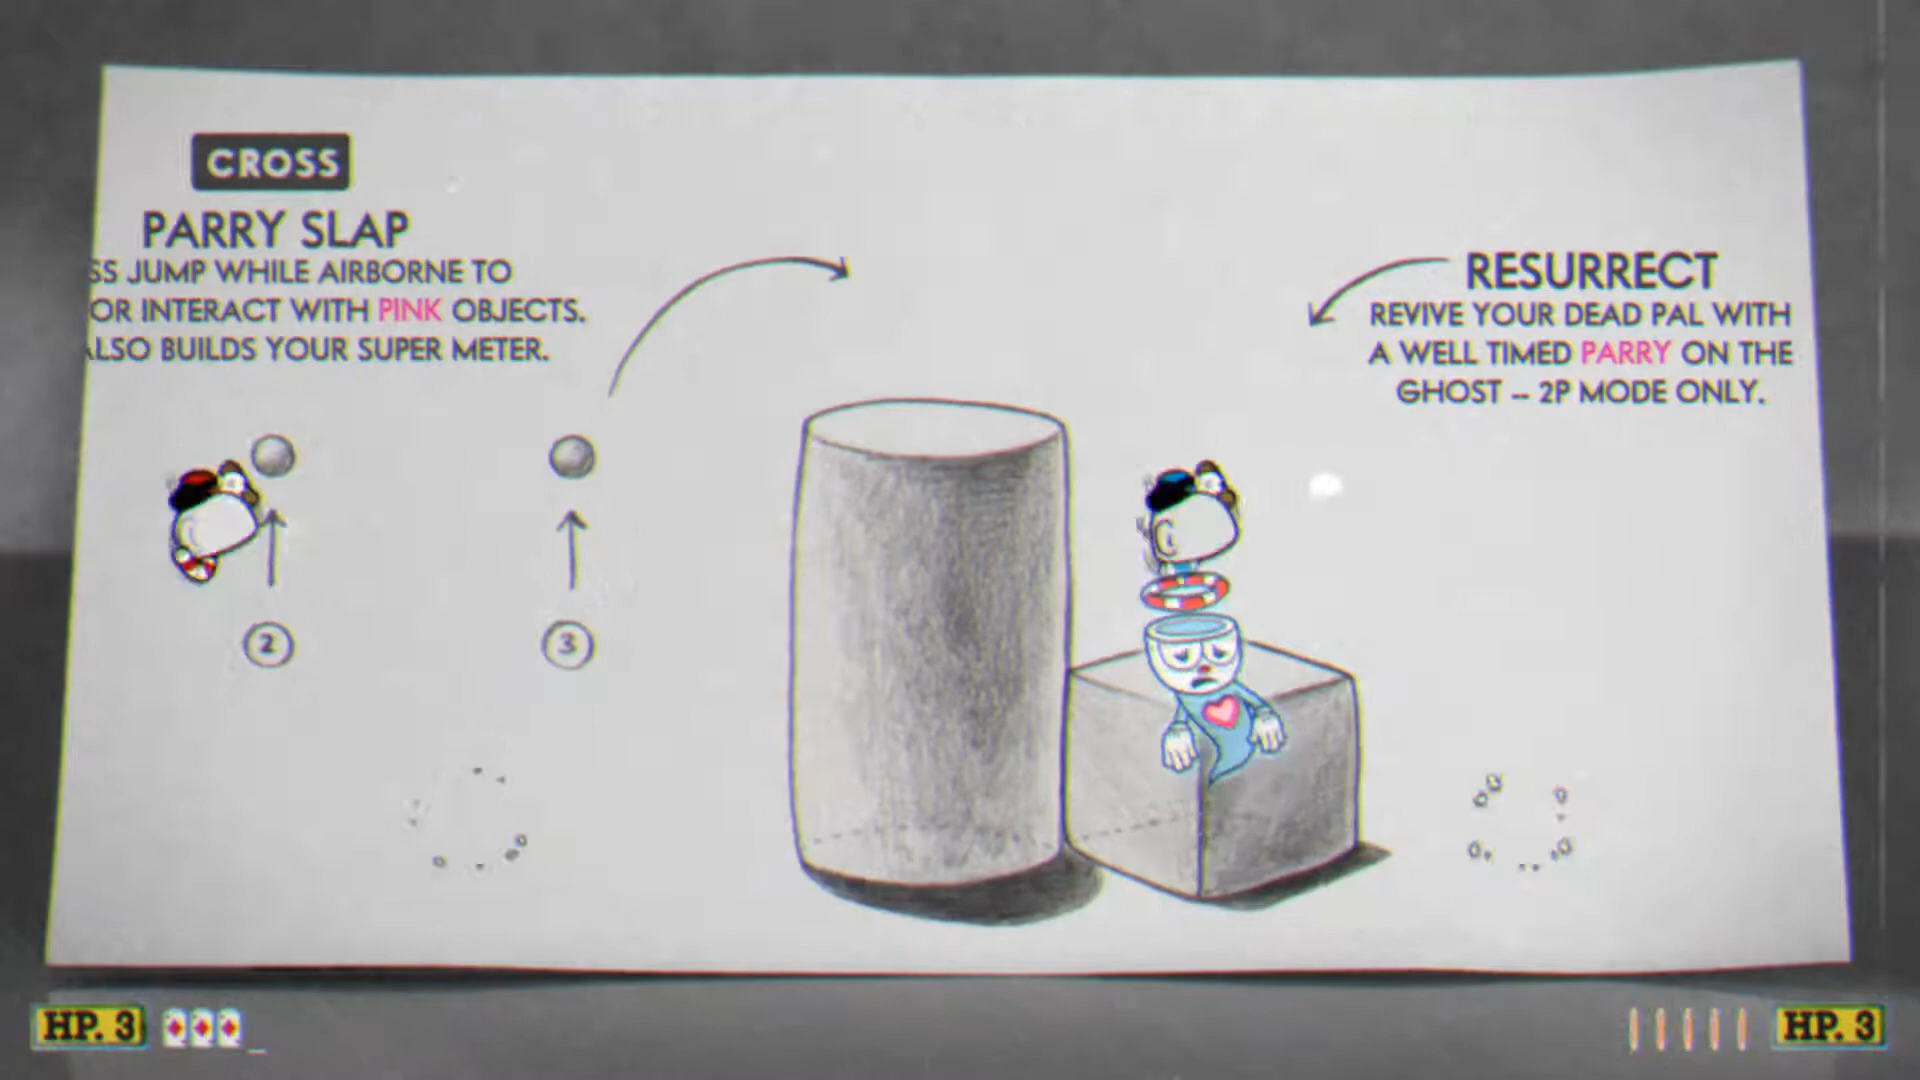 CROSS
PARRY SLAP
SS JUMP WHILE AIRBORNE TO
OR INTERACT WITH PINK OBJECTS.
ALSO BUILDS YOUR SUPER METER.
RESURRECT
REVIVE YOUR DEAD PAL WITH
A WELL TIMED PARRY ON THE
GHOST -- 2P MODE ONLY.
2
3
HP. 3
HP. 3